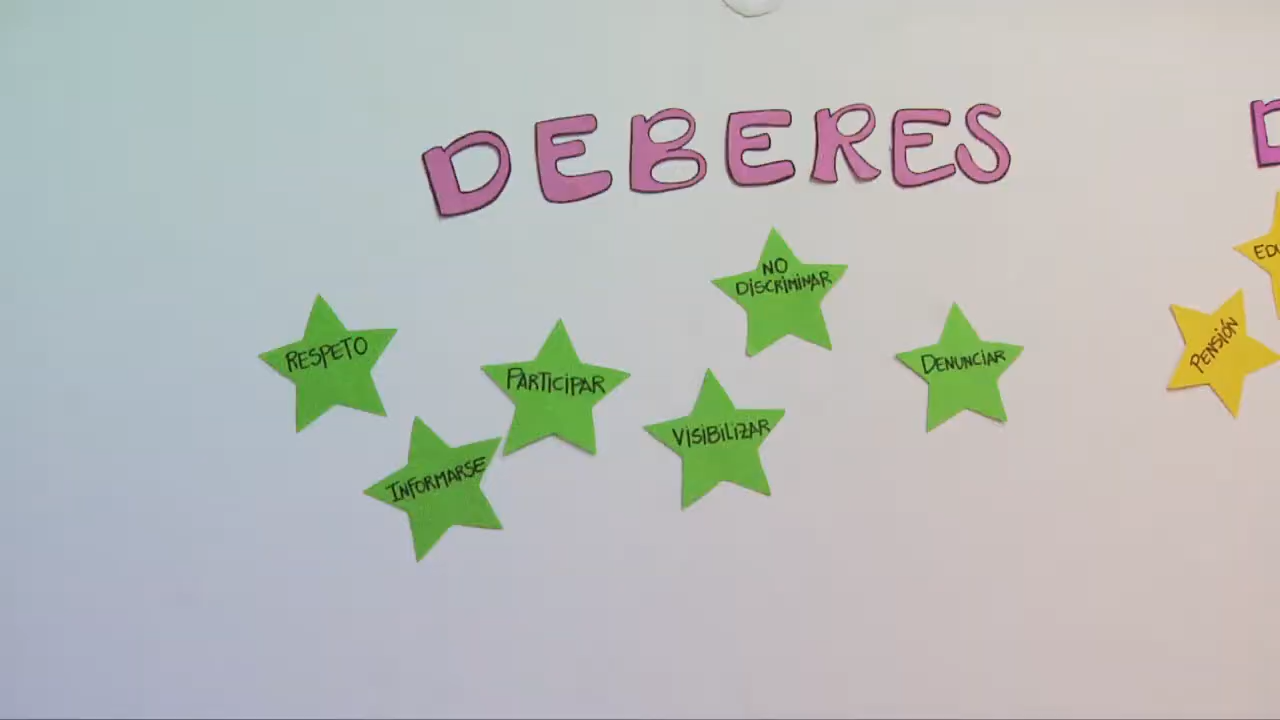 DEBERES
RESPETO
PARTICIPAR
INFORMARSE
NO
DISCRIMINAR
VISIBILIZAR
DENUNCIAR
PENSIÓN